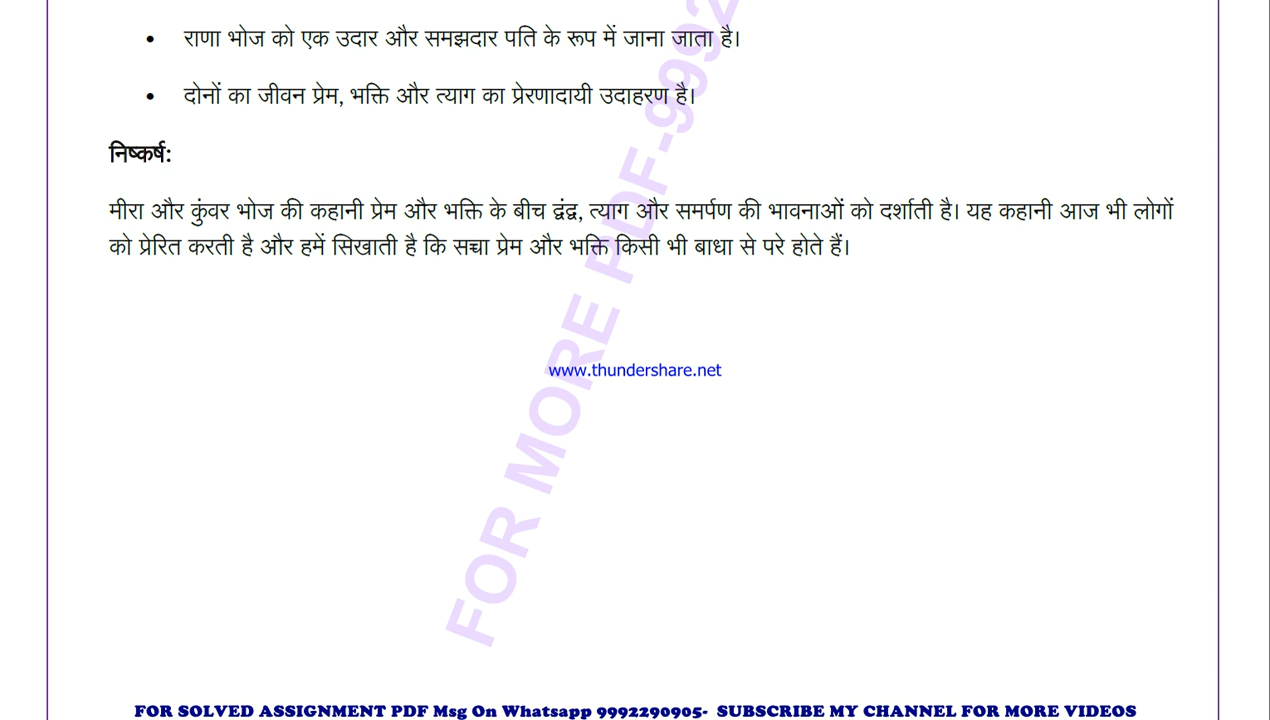 • राणा भोज को एक उदार और समझदार पति के रूप में जाना जाता है।
• दोनों का जीवन प्रेम, भक्ति और त्याग का प्रेरणादायी उदाहरण है।
निष्कर्ष:
मीरा और कुंवर भोज की कहानी प्रेम और भक्ति के बीच द्वंद्व, त्याग और समर्पण की भावनाओं को दर्शाती है। यह कहानी आज भी लोगों
को प्रेरित करती है और हमें सिखाती है कि सच्चा प्रेम और भक्ति किसी भी बाधा से परे होते हैं।
www.thundershare.net
FOR MORE PDF-992
FOR SOLVED ASSIGNMENT PDF Msg On Whatsapp 9992290905- SUBSCRIBE MY CHANNEL FOR MORE VIDEOS